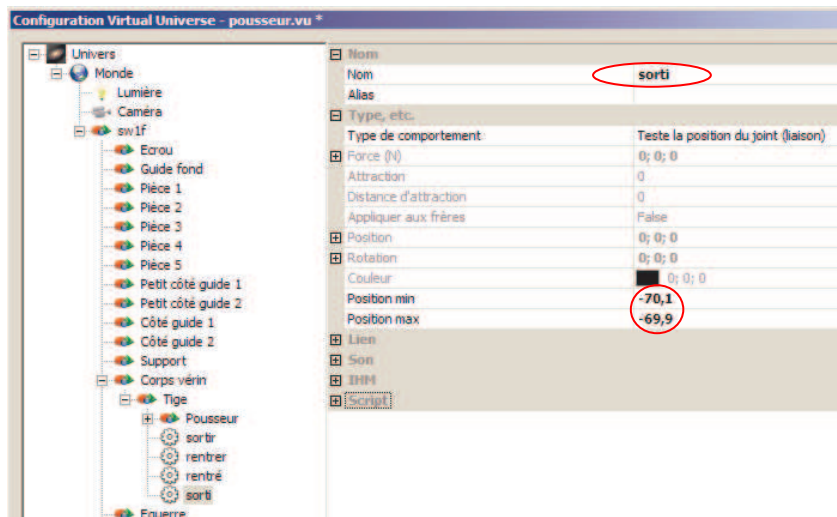 Configuration Virtual Universe - pousseur.vu *
Univers
Monde
Lumière
Caméra
sw1f
Ecrou
Guide fond
Pièce 1
Pièce 2
Pièce 3
Pièce 4
Pièce 5
Petit côté guide 1
Petit côté guide 2
Côté guide 1
Côté guide 2
Support
Corps vérin
Tige
Pousseur
sortir
rentrer
rentré
sorti
Equerre
Nom
Nom sorti
Alias
Type, etc.
Type de comportement Teste la position du joint (liaison)
Force (N) 0; 0; 0
Attraction 0
Distance d'attraction 0
Appliquer aux frères False
Position 0; 0; 0
Rotation 0; 0; 0
Couleur 0; 0; 0
Position min -70,1
Position max -69,9
Lien
Son
IHM
Script